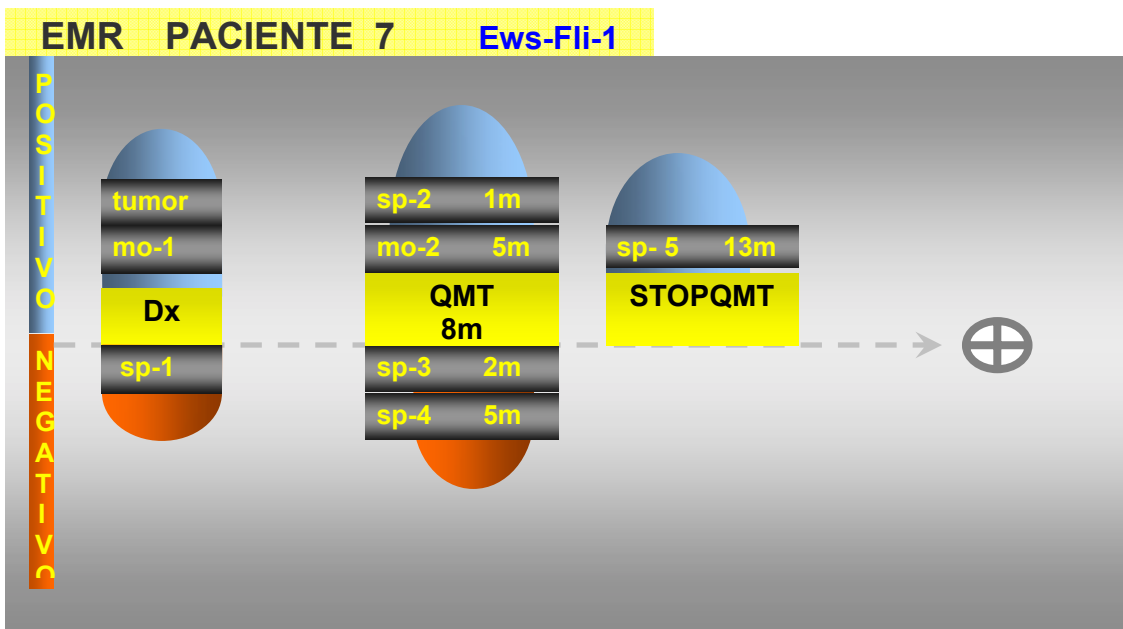 EMR PACIENTE 7 Ews-Fli-1
POSITIVO
NEGATIVO
tumor
mo-1
Dx
sp-1
sp-2 1m
mo-2 5m
QMT
8m
sp-3 2m
sp-4 5m
sp- 5 13m
STOPQMT